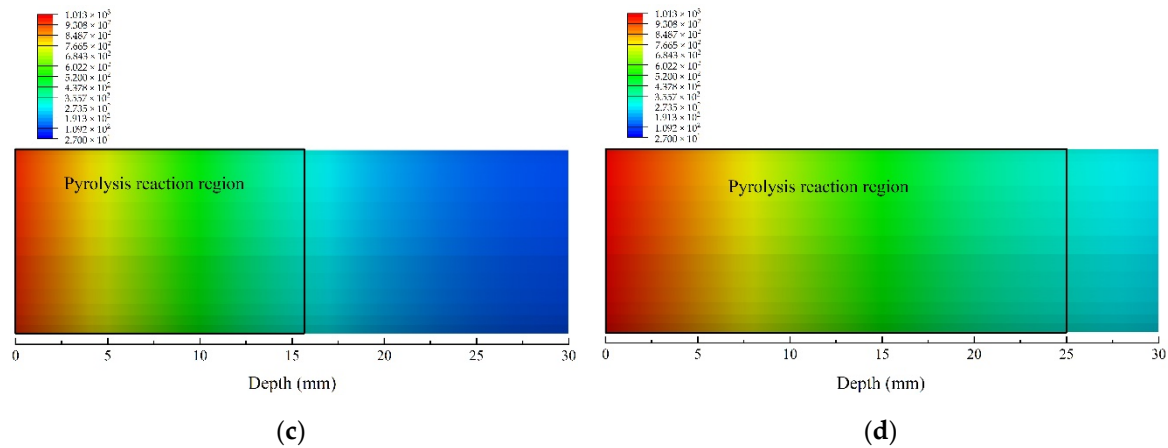 1.013 × 10³
9.308 × 10²
8.487 × 10²
7.665 × 10²
6.843 × 10²
6.022 × 10²
5.200 × 10²
4.378 × 10²
3.557 × 10²
2.735 × 10²
1.913 × 10²
1.092 × 10²
2.700 × 10¹
Pyrolysis reaction region
0 5 10 15 20 25 30
Depth (mm)
(c)
1.013 × 10³
9.308 × 10²
8.487 × 10²
7.665 × 10²
6.843 × 10²
6.022 × 10²
5.200 × 10²
4.378 × 10²
3.557 × 10²
2.735 × 10²
1.913 × 10²
1.092 × 10²
2.700 × 10¹
Pyrolysis reaction region
0 5 10 15 20 25 30
Depth (mm)
(d)